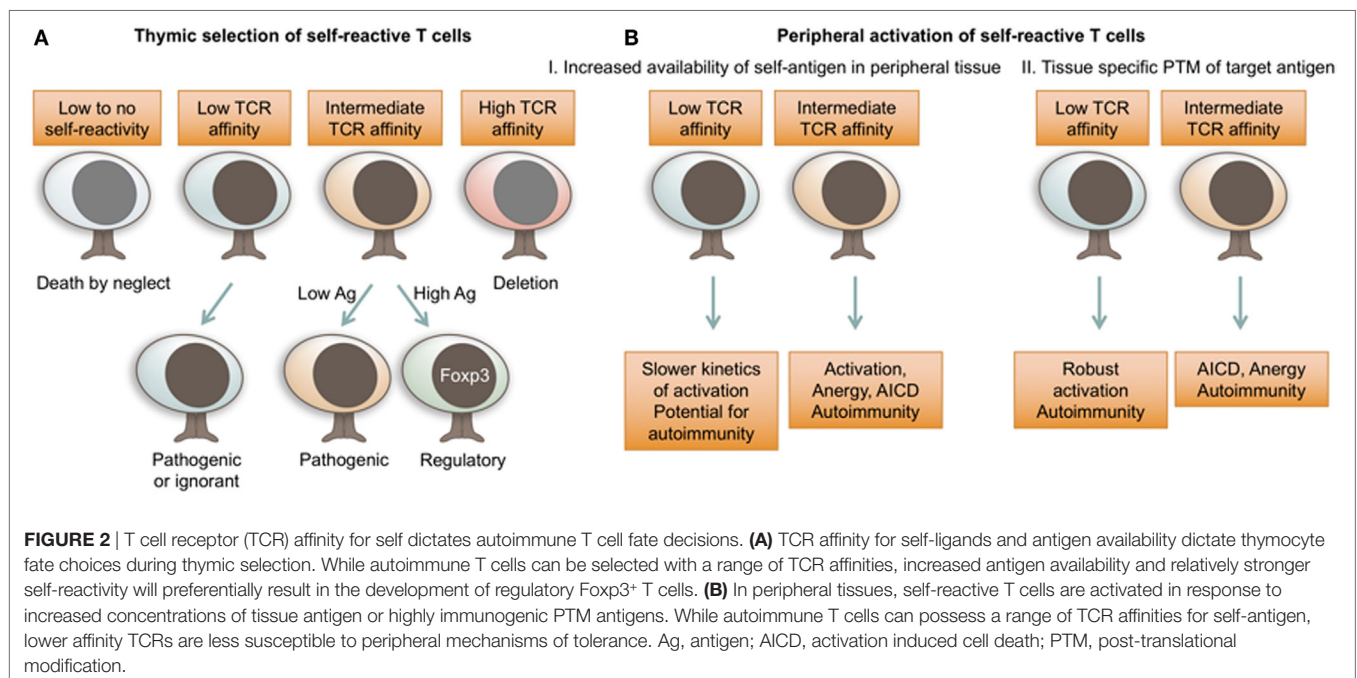 A
Thymic selection of self-reactive T cells
Low to no
self-reactivity
Low TCR
affinity
Intermediate
TCR affinity
High TCR
affinity
Death by neglect
Low Ag
High Ag
Deletion
Foxp3
Pathogenic
or ignorant
Pathogenic
Regulatory
B
Peripheral activation of self-reactive T cells
I. Increased availability of self-antigen in peripheral tissue
Low TCR
affinity
Intermediate
TCR affinity
Slower kinetics
of activation
Potential for
autoimmunity
Activation,
Anergy, AICD
Autoimmunity
II. Tissue specific PTM of target antigen
Low TCR
affinity
Intermediate
TCR affinity
Robust
activation
Autoimmunity
AICD, Anergy
Autoimmunity
FIGURE 2 | T cell receptor (TCR) affinity for self dictates autoimmune T cell fate decisions. (A) TCR affinity for self-ligands and antigen availability dictate thymocyte
fate choices during thymic selection. While autoimmune T cells can be selected with a range of TCR affinities, increased antigen availability and relatively stronger
self-reactivity will preferentially result in the development of regulatory Foxp3⁺ T cells. (B) In peripheral tissues, self-reactive T cells are activated in response to
increased concentrations of tissue antigen or highly immunogenic PTM antigens. While autoimmune T cells can possess a range of TCR affinities for self-antigen,
lower affinity TCRs are less susceptible to peripheral mechanisms of tolerance. Ag, antigen; AICD, activation induced cell death; PTM, post-translational
modification.